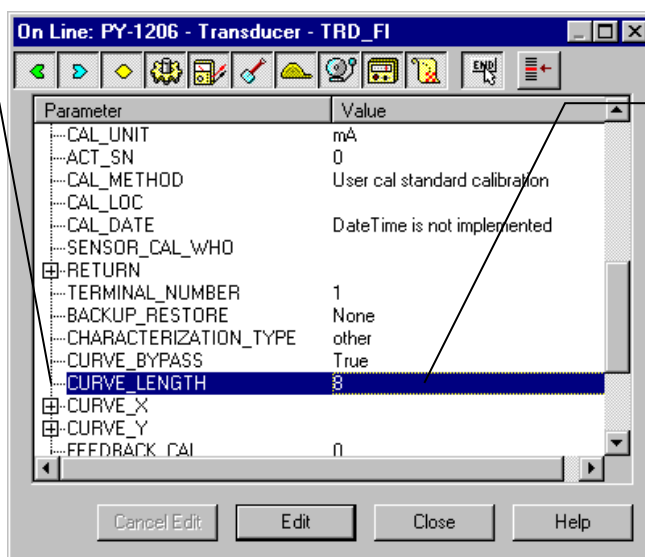 On Line: PY-1206 - Transducer - TRD_FI
END
Parameter Value
CAL_UNIT mA
ACT_SN 0
CAL_METHOD User cal standard calibration
CAL_LOC
CAL_DATE DateTime is not implemented
SENSOR_CAL_WHO
RETURN
TERMINAL_NUMBER 1
BACKUP_RESTORE None
CHARACTERIZATION_TYPE other
CURVE_BYPASS True
CURVE_LENGTH 8
CURVE_X
CURVE_Y
FEEDBACK_CAL 0
Cancel Edit Edit Close Help